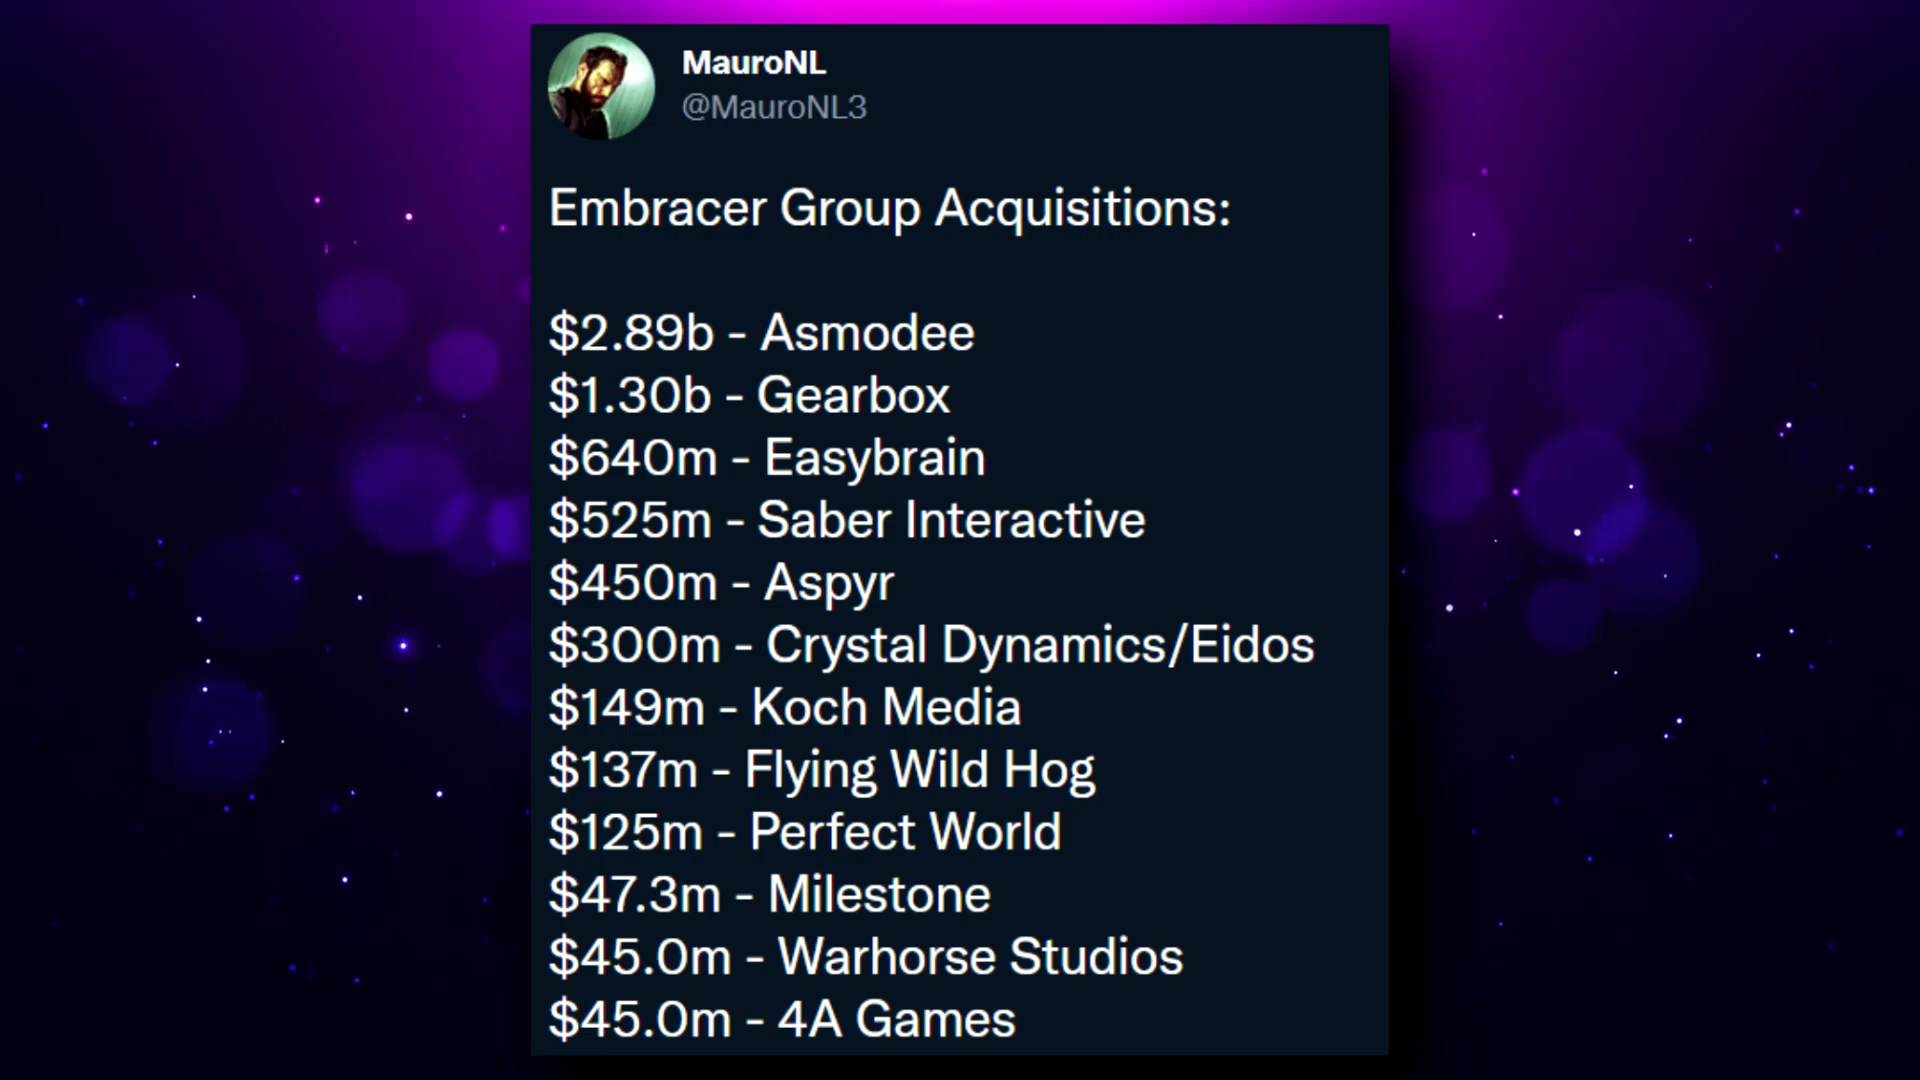 MauroNL
@MauroNL3
Embracer Group Acquisitions:
$2.89b - Asmodee
$1.30b - Gearbox
$640m - Easybrain
$525m - Saber Interactive
$450m - Aspyr
$300m - Crystal Dynamics/Eidos
$149m - Koch Media
$137m - Flying Wild Hog
$125m - Perfect World
$47.3m - Milestone
$45.0m - Warhorse Studios
$45.0m - 4A Games